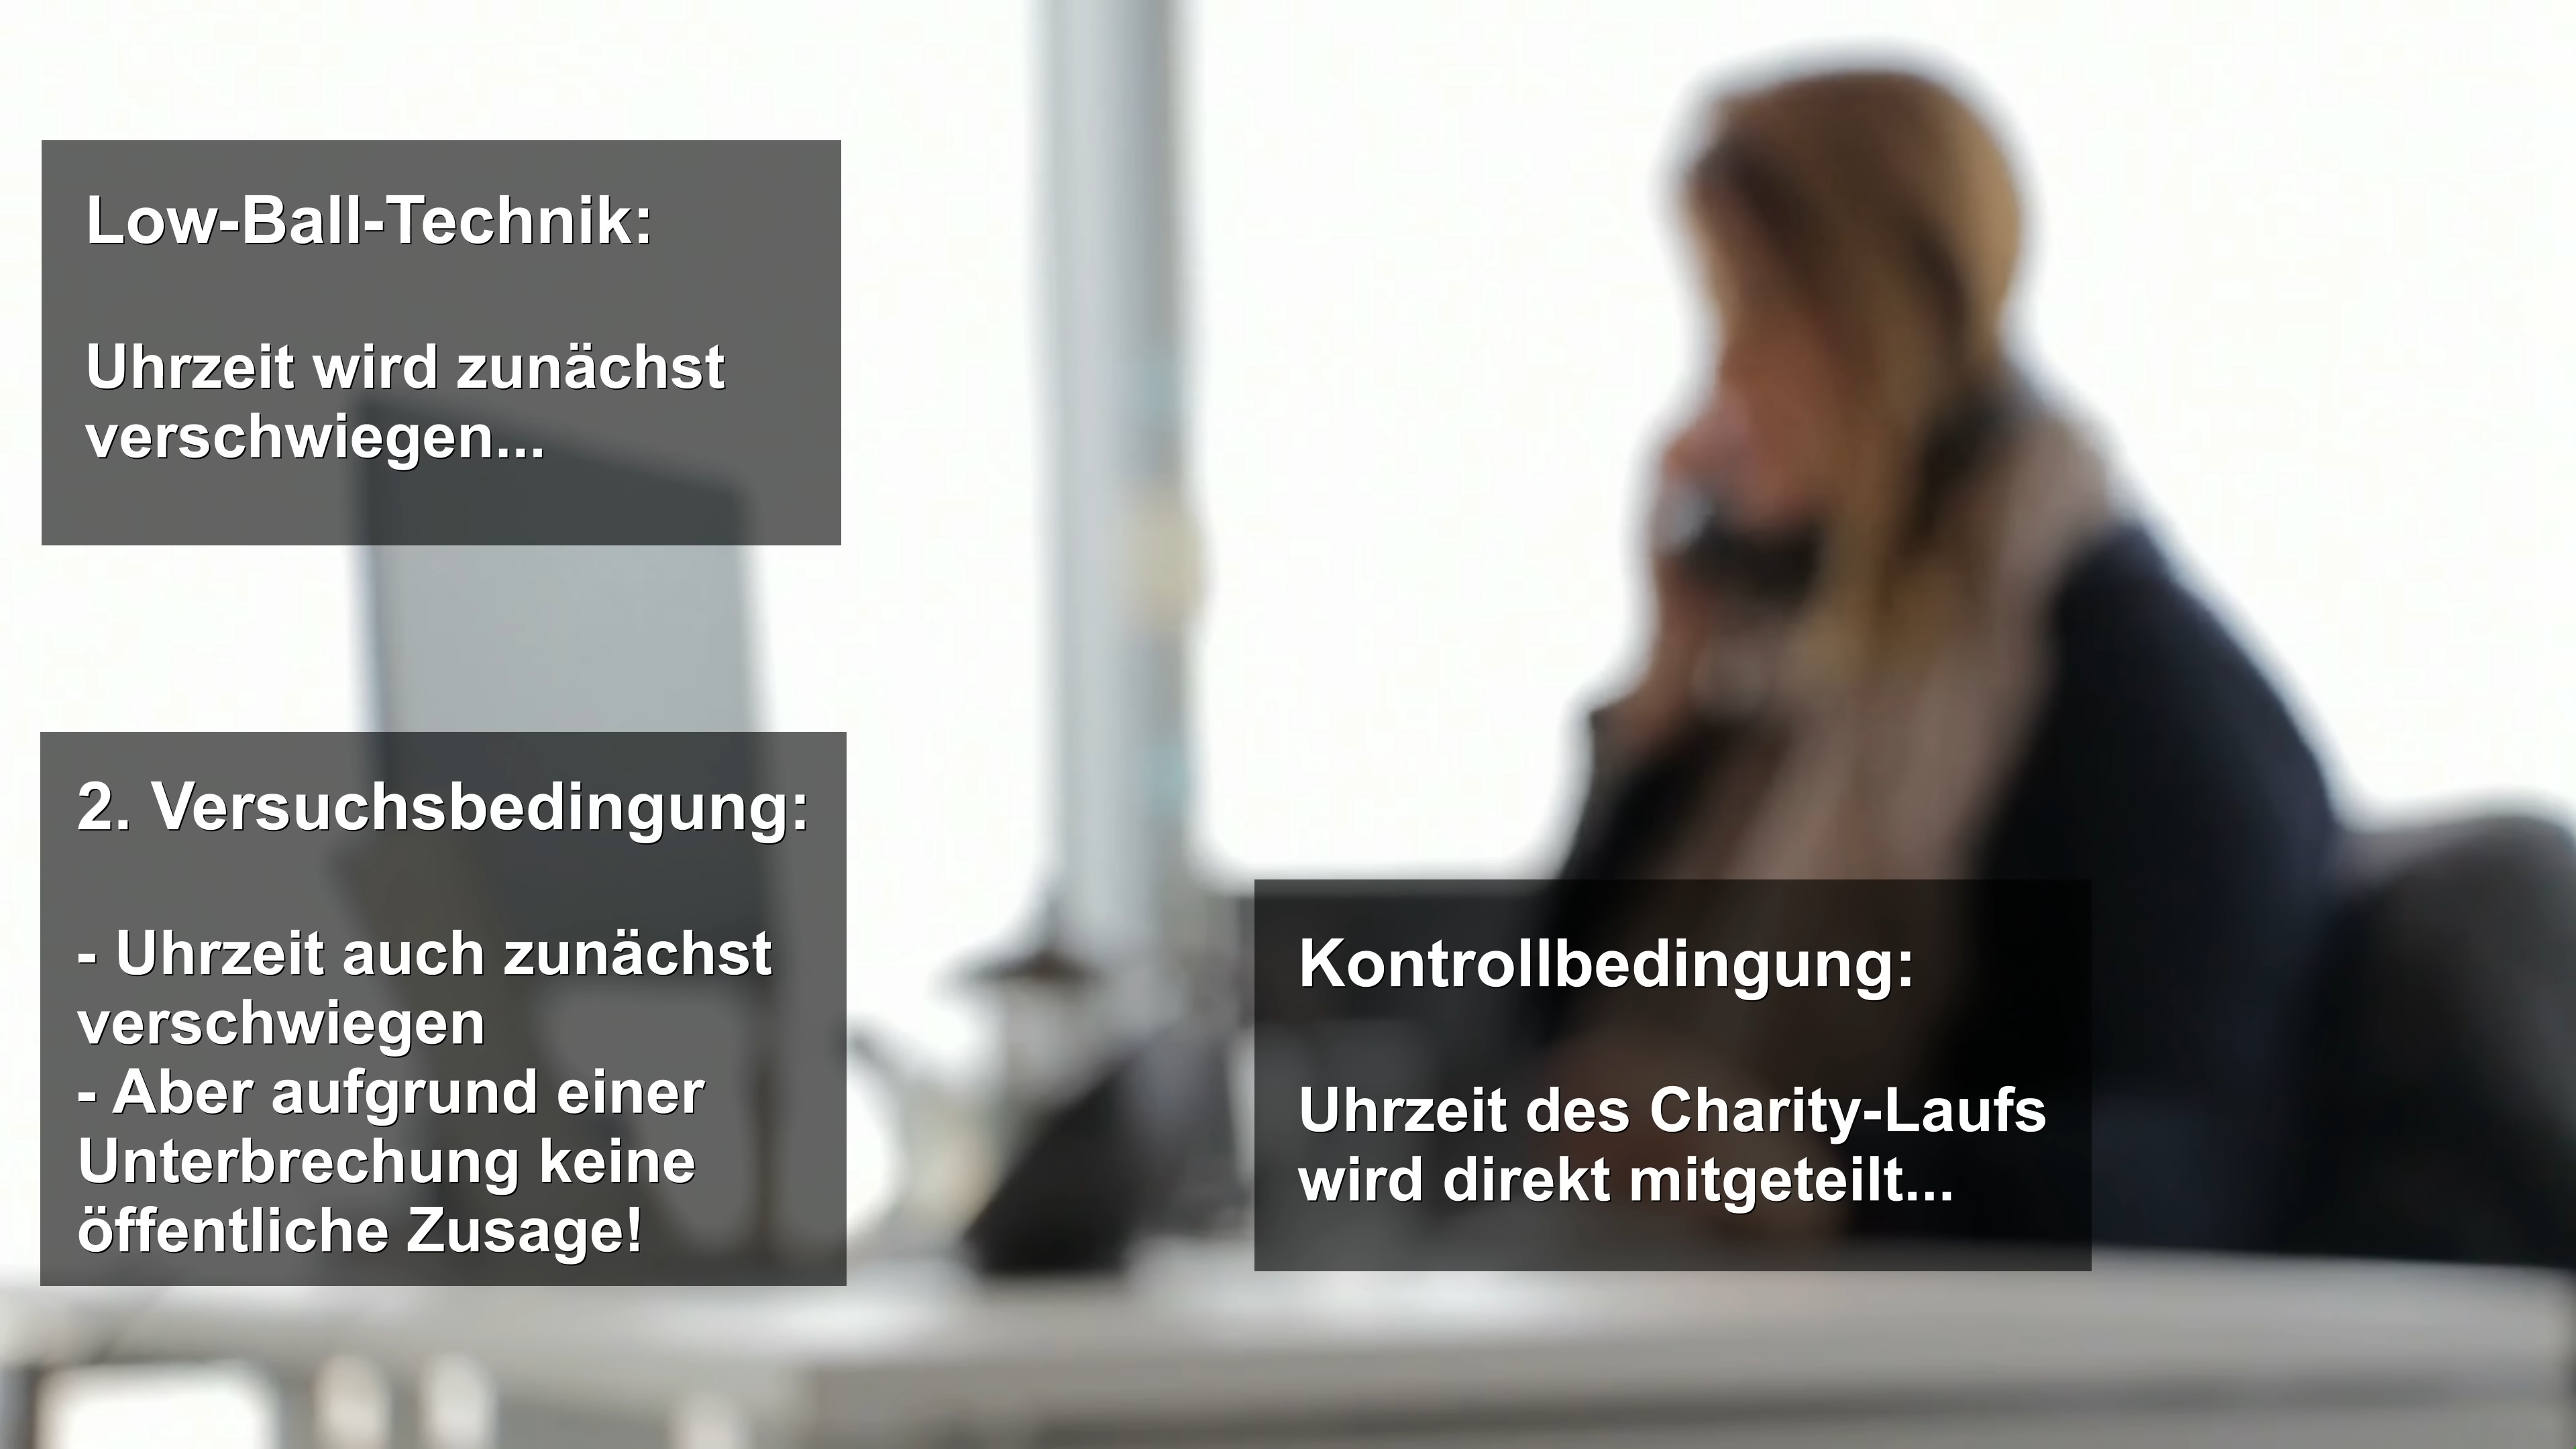 Low-Ball-Technik:
Uhrzeit wird zunächst
verschwiegen...
2. Versuchsbedingung:
- Uhrzeit auch zunächst
verschwiegen
- Aber aufgrund einer
Unterbrechung keine
öffentliche Zusage!
Kontrollbedingung:
Uhrzeit des Charity-Laufs
wird direkt mitgeteilt...